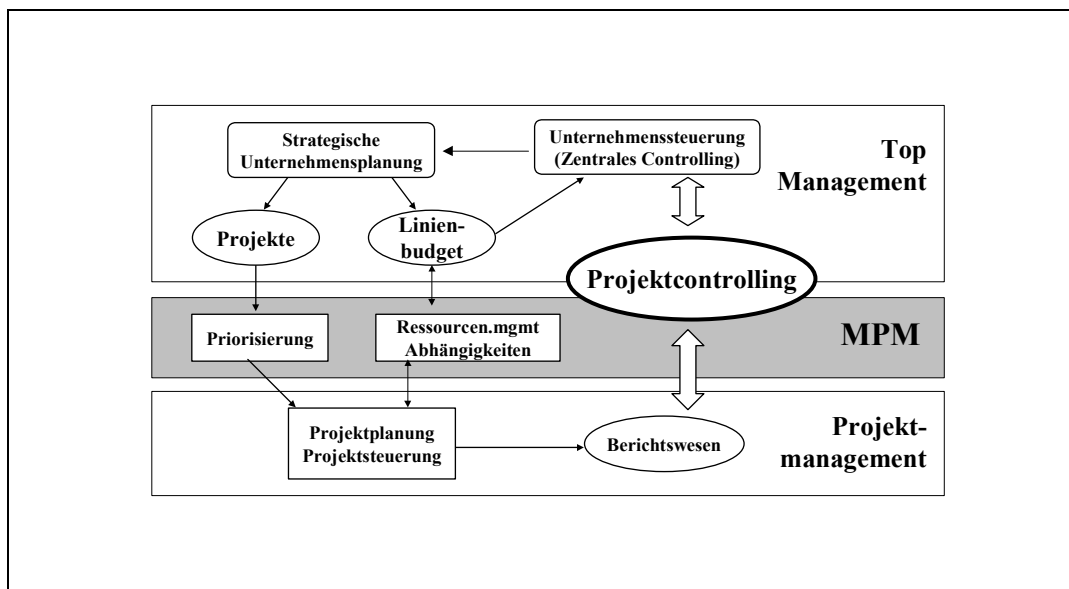 Strategische
Unternehmensplanung
Unternehmenssteuerung
(Zentrales Controlling)
Top
Management
Projekte
Linien-
budget
Projektcontrolling
Priorisierung
Ressourcen.mgmt
Abhängigkeiten
MPM
Projektplanung
Projektsteuerung
Berichtswesen
Projekt-
management